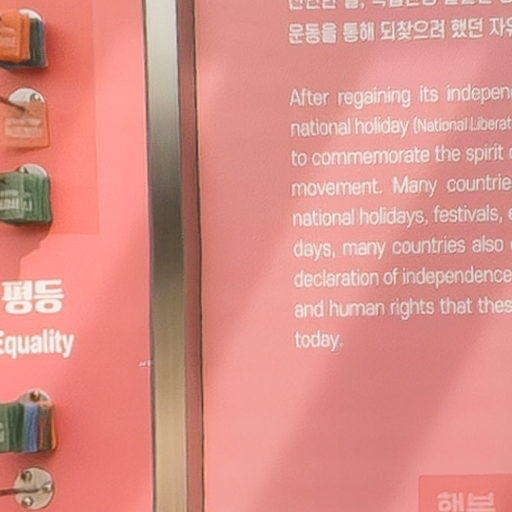 평등
Equality
운동을 통해 되찾으려 했던 자유
After regaining its indepen
national holiday (National Liberat
to commemorate the spirit
movement. Many countrie
national holidays, festivals,
days, many countries also
declaration of independence
and human rights that thes
today.
해부